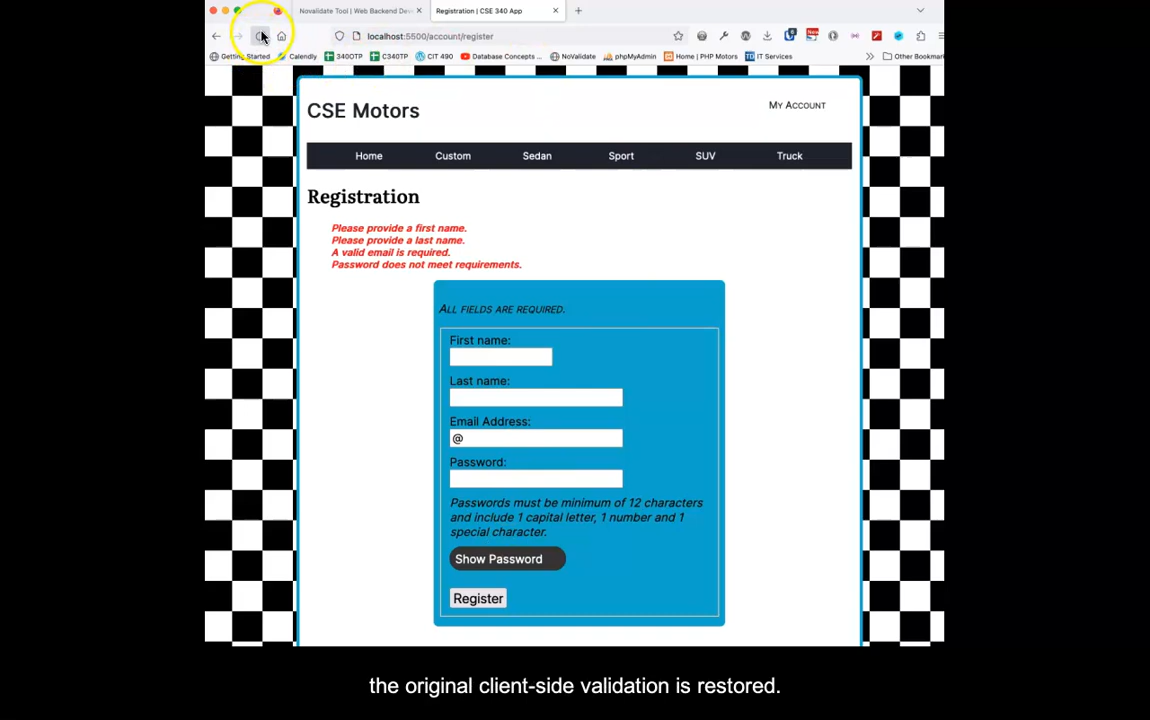 Novalidate Tool | Web Backend Dev
Registration | CSE 340 App
localhost:5500/account/register
New
Getting Started
Calendly
340OTP
C340TP
CIT 490
Database Concepts ...
NoValidate
phpMyAdmin
Home | PHP Motors
IT Services
Other Bookmar
CSE Motors
My Account
Home
Custom
Sedan
Sport
SUV
Truck
Registration
Please provide a first name.
Please provide a last name.
A valid email is required.
Password does not meet requirements.
All fields are required.
First name:
Last name:
Email Address:
@
Password:
Passwords must be minimum of 12 characters
and include 1 capital letter, 1 number and 1
special character.
Show Password
Register
the original client-side validation is restored.